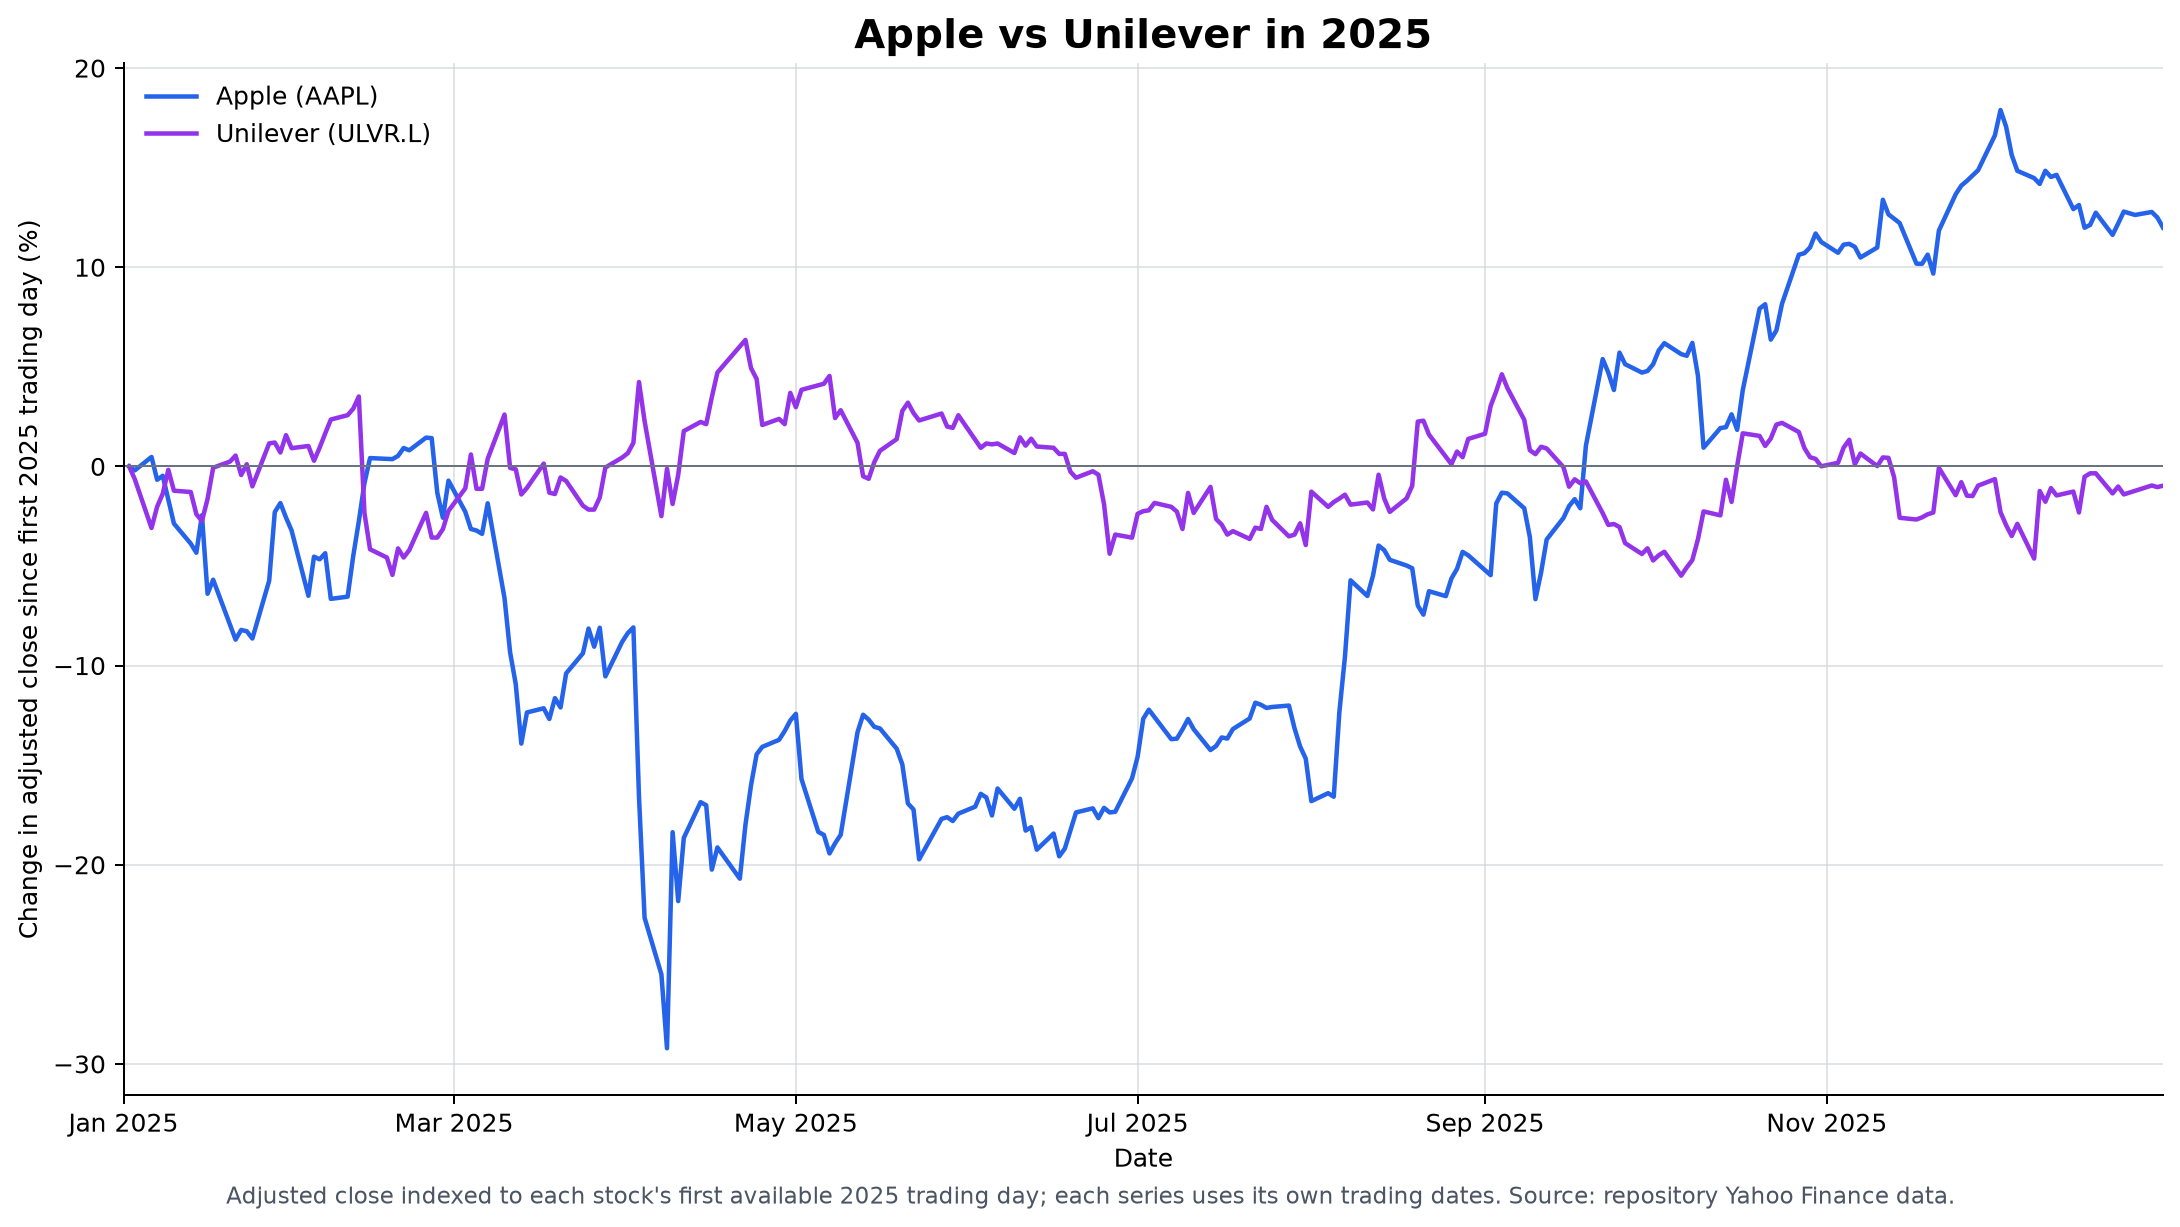 Apple vs Unilever in 2025
Apple (AAPL)
Unilever (ULVR.L)
Change in adjusted close since first 2025 trading day (%)
20
10
0
−10
−20
−30
Jan 2025
Mar 2025
May 2025
Jul 2025
Sep 2025
Nov 2025
Date
Adjusted close indexed to each stock's first available 2025 trading day; each series uses its own trading dates. Source: repository Yahoo Finance data.